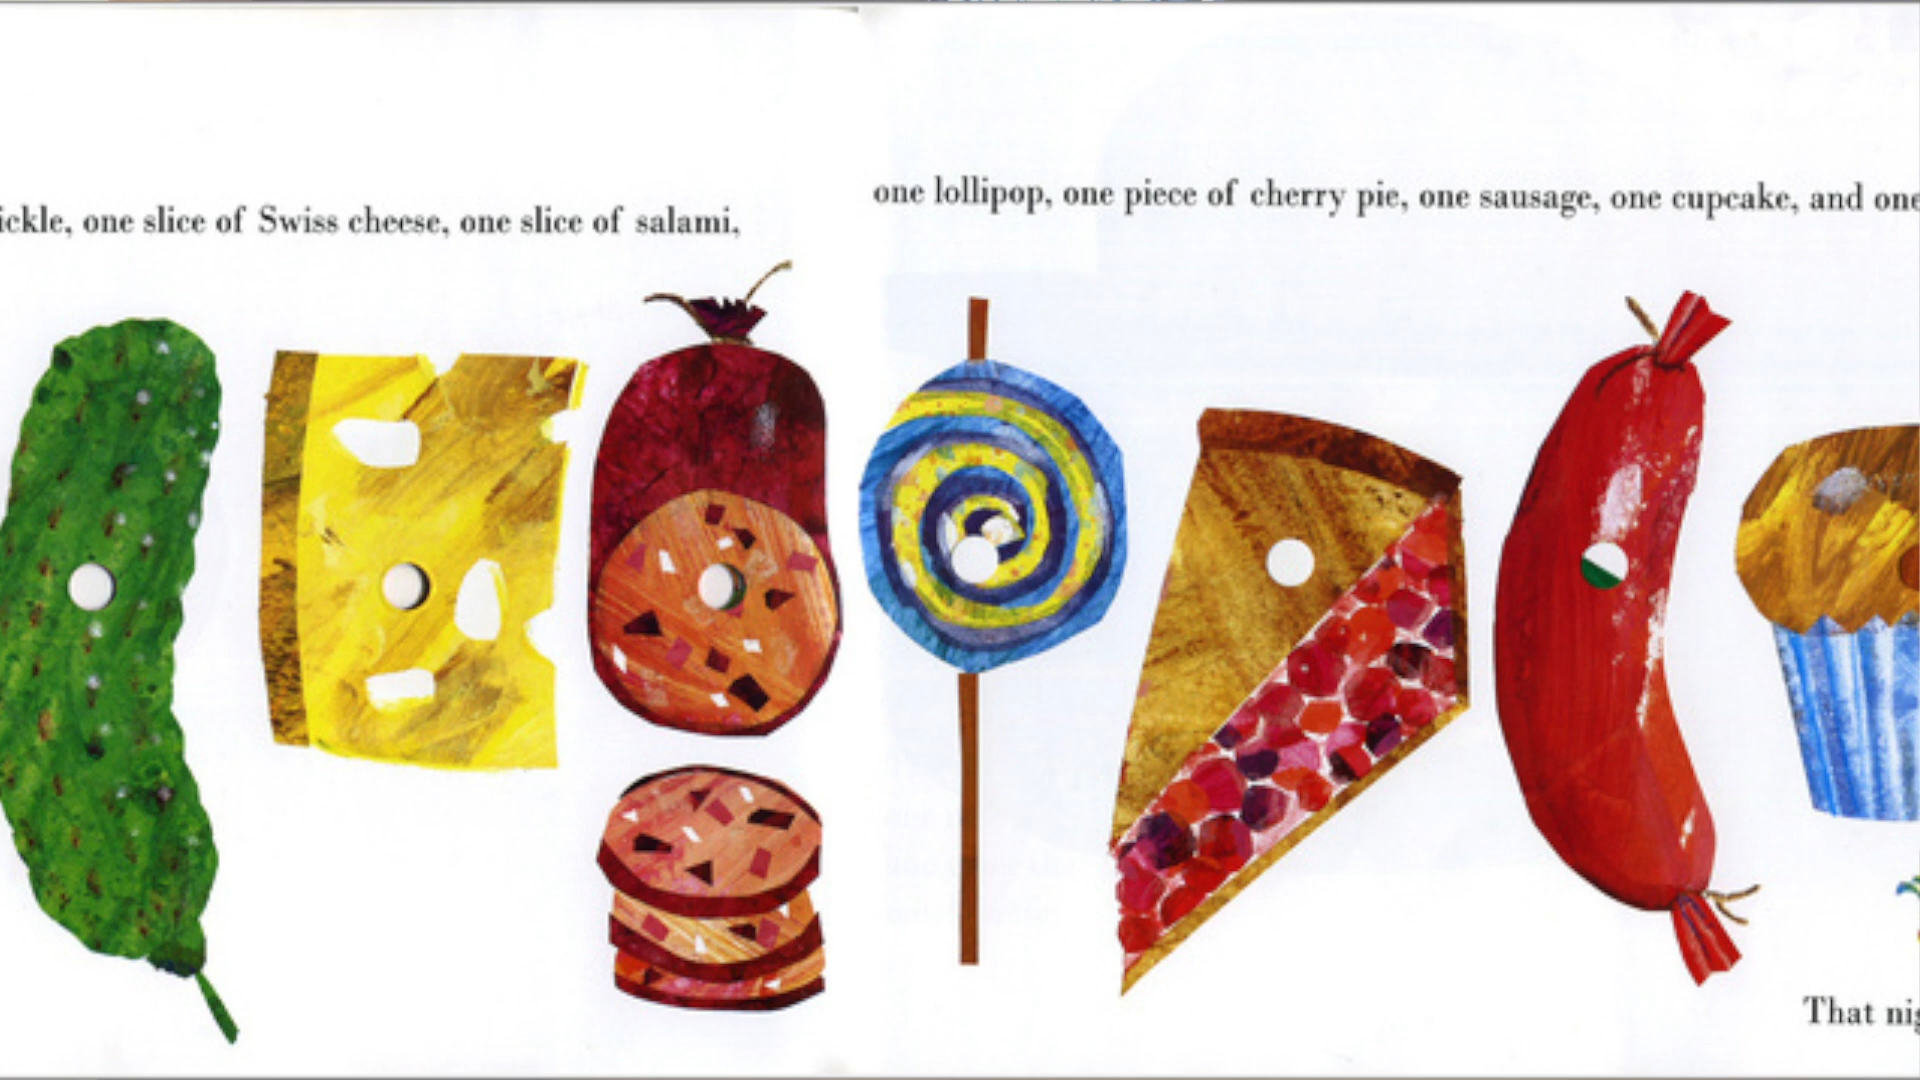 ickle, one slice of Swiss cheese, one slice of salami,
one lollipop, one piece of cherry pie, one sausage, one cupcake, and one
That nig